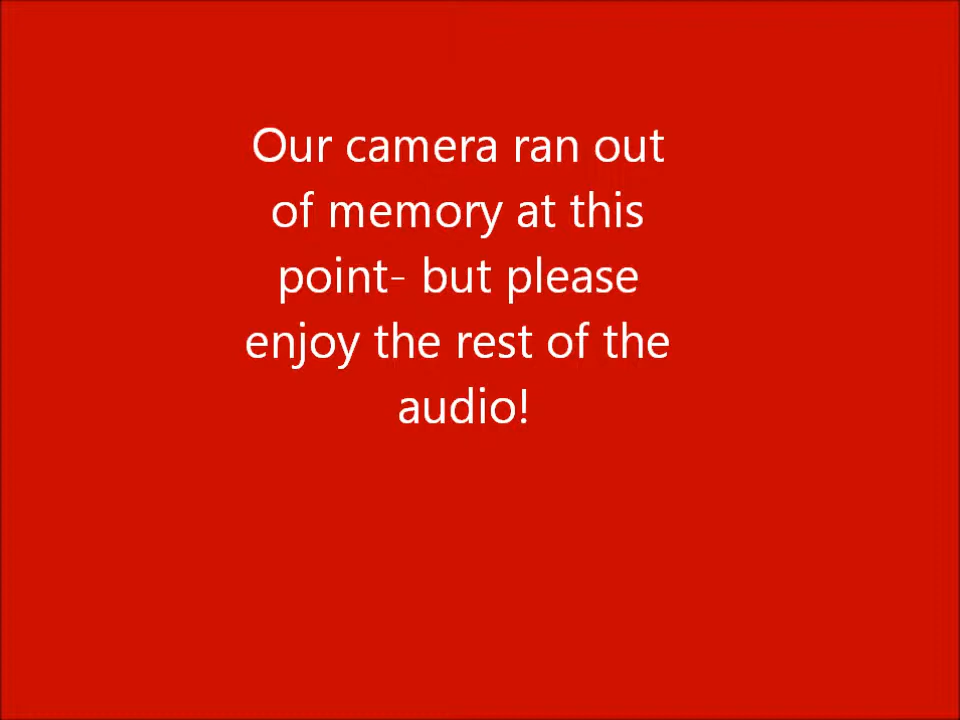 Our camera ran out
of memory at this
point- but please
enjoy the rest of the
audio!